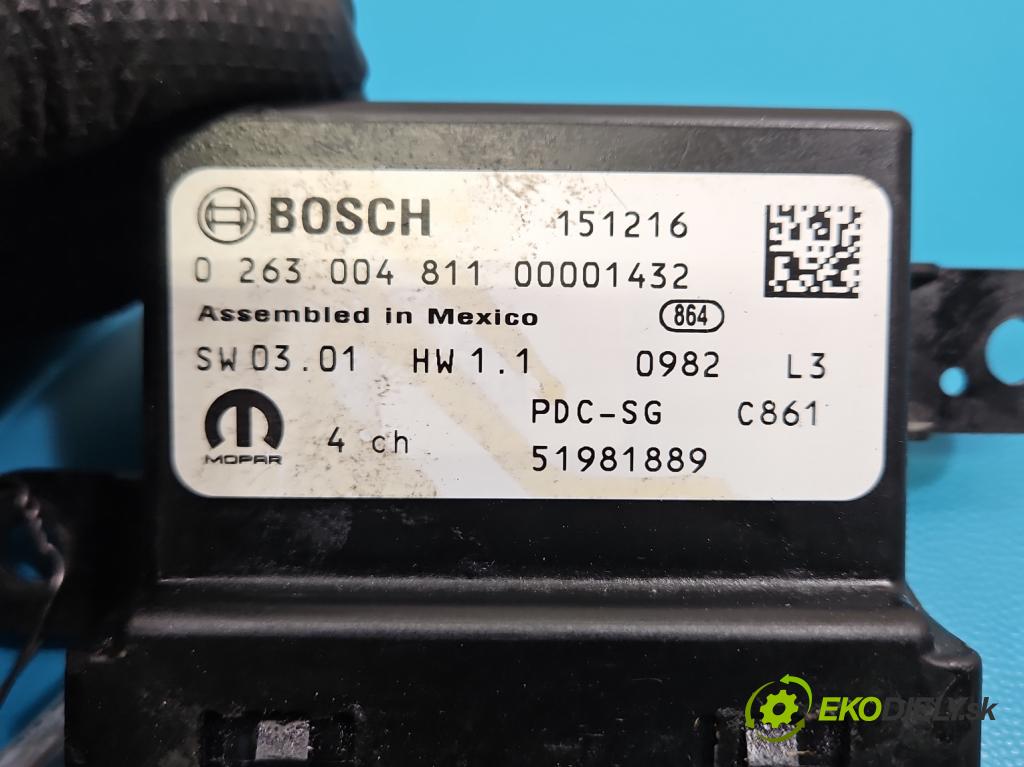 BOSCH 151216
0 263 004 811 00001432
Assembled in Mexico 864
SW 03.01 HW 1.1 0982 L3
PDC-SG C861
MOPAR 4 ch 51981889
EKODIELY.sk